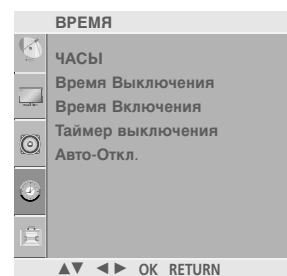 ВРЕМЯ
ЧАСЫ
Время Выключения
Время Включения
Таймер выключения
Авто-Откл.
▲▼ ◄► OK RETURN